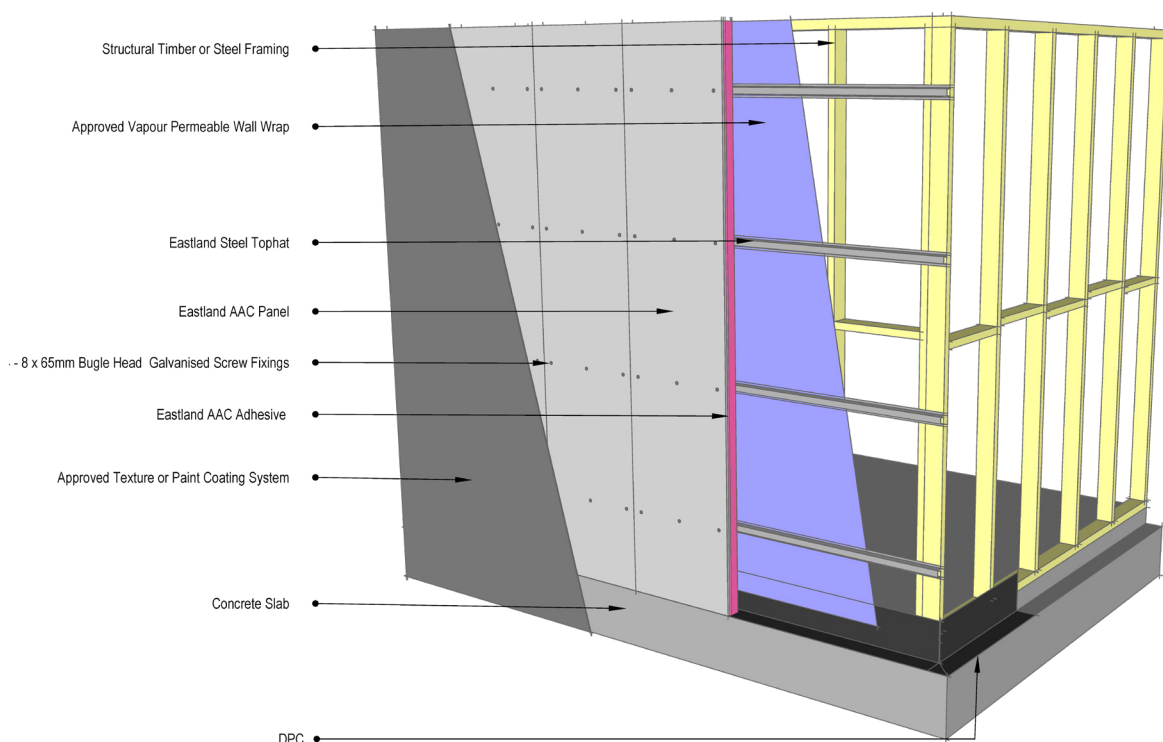 Structural Timber or Steel Framing
Approved Vapour Permeable Wall Wrap
Eastland Steel Tophat
Eastland AAC Panel
- 8 x 65mm Bugle Head Galvanised Screw Fixings
Eastland AAC Adhesive
Approved Texture or Paint Coating System
Concrete Slab
DPC